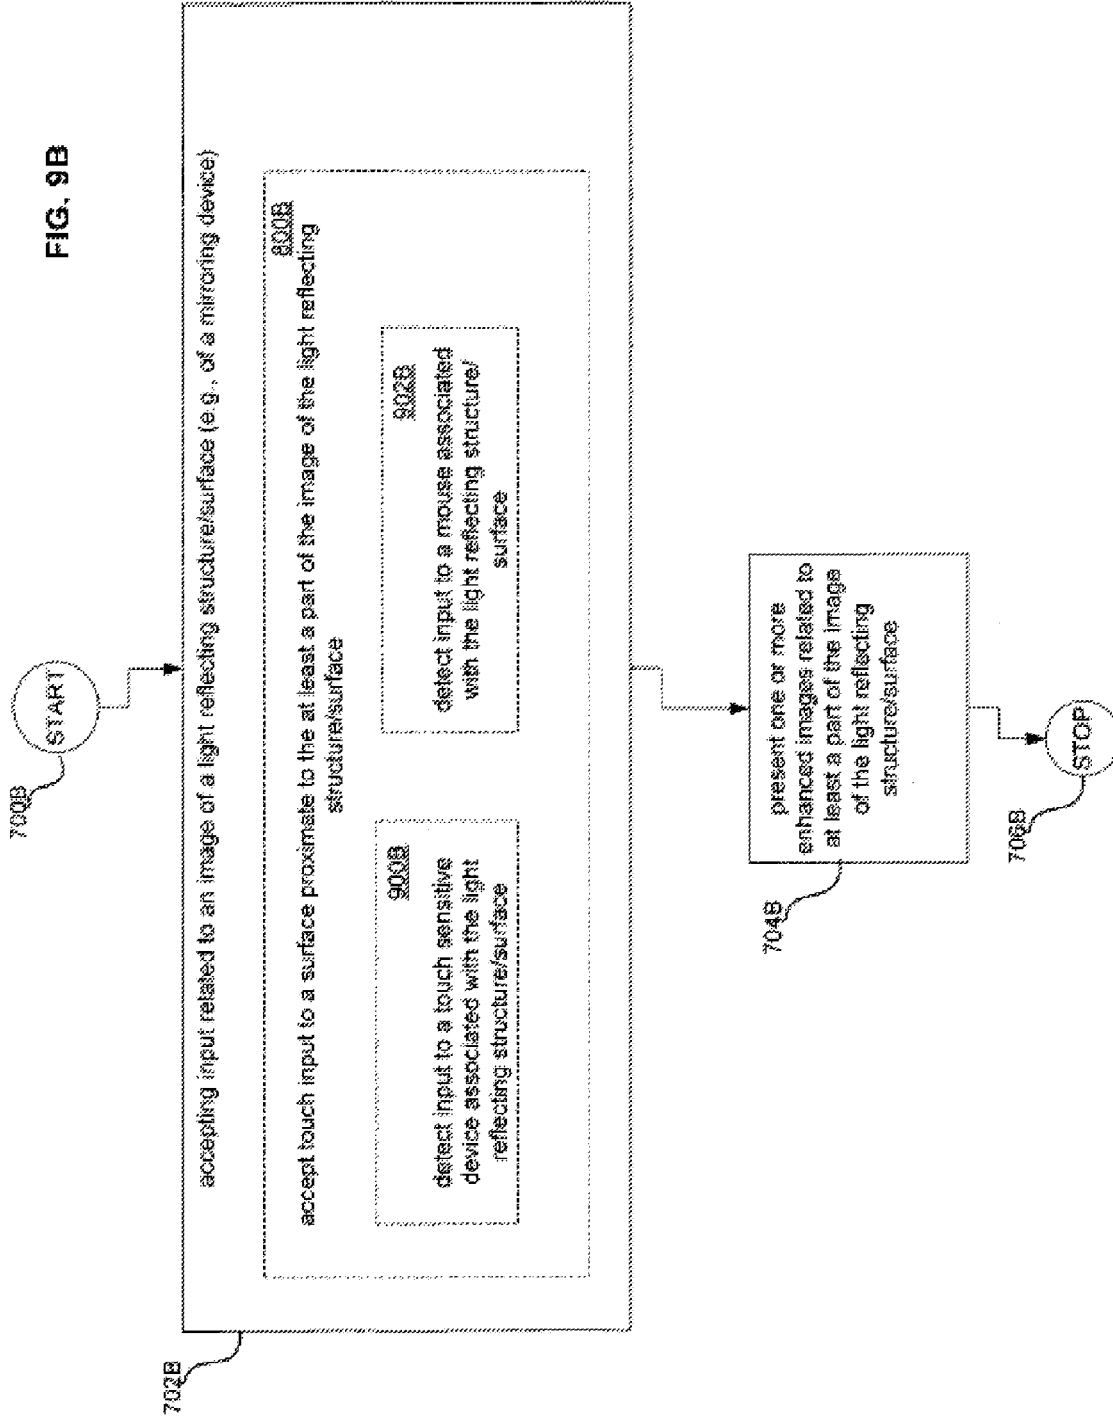 FIG. 9B
700B
START
702B
accepting input related to an image of a light reflecting structure/surface (e.g., of a mirroring device)
800B
accept touch input to a surface proximate to the at least a part of the image of the light reflecting
structure/surface
900B
detect input to a touch sensitive
device associated with the light
reflecting structure/surface
902B
detect input to a mouse associated
with the light reflecting structure/
surface
704B
present one or more
enhanced images related to
at least a part of the image
of the light reflecting
structure/surface
706B
STOP